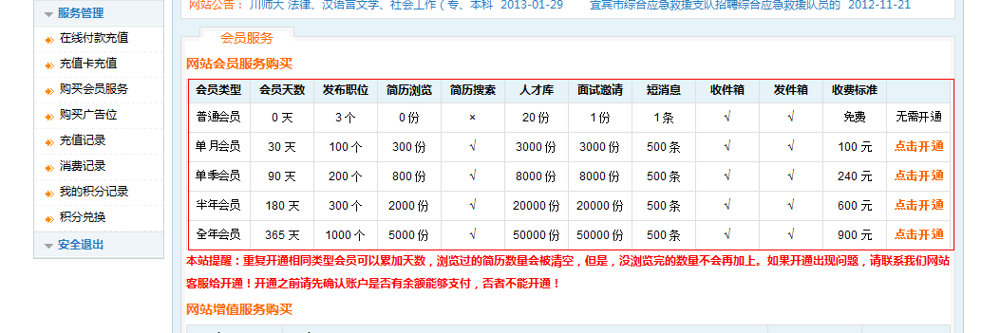 服务管理
在线付款充值
充值卡充值
购买会员服务
购买广告位
充值记录
消费记录
我的积分记录
积分兑换
安全退出
网站公告： 川师大 法律、汉语言文学、社会工作（专、本科 2013-01-29 宜宾市综合应急救援支队招聘综合应急救援队员的 2012-11-21
会员服务
网站会员服务购买
会员类型 会员天数 发布职位 简历浏览 简历搜索 人才库 面试邀请 短消息 收件箱 发件箱 收费标准
普通会员 0 天 3 个 0 份 × 20 份 1 份 1 条 √ √ 免费 无需开通
单月会员 30 天 100 个 300 份 √ 3000 份 3000 份 500 条 √ √ 100 元 点击开通
单季会员 90 天 200 个 800 份 √ 8000 份 8000 份 500 条 √ √ 240 元 点击开通
半年会员 180 天 300 个 2000 份 √ 20000 份 20000 份 500 条 √ √ 600 元 点击开通
全年会员 365 天 1000 个 5000 份 √ 50000 份 50000 份 500 条 √ √ 900 元 点击开通
本站提醒：重复开通相同类型会员可以累加天数，浏览过的简历数量会被清空，但是，没浏览完的数量不会再加上。如果开通出现问题，请联系我们网站
客服给开通！开通之前请先确认账户是否有余额能够支付，否者不能开通！
网站增值服务购买